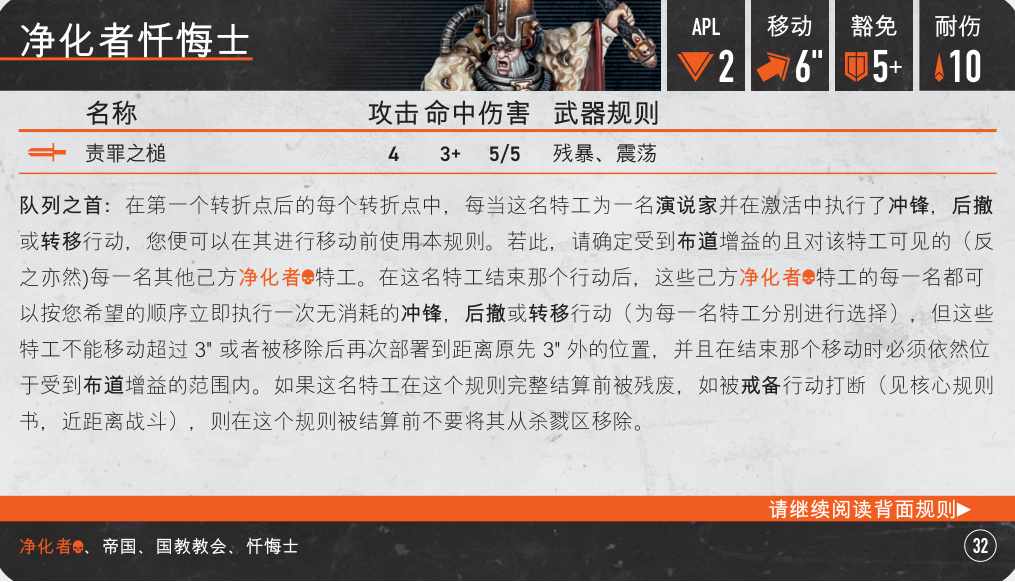 净化者忏悔士
APL 移动 豁免 耐伤
2 6" 5+ 10
名称 攻击 命中 伤害 武器规则
责罪之槌 4 3+ 5/5 残暴、震荡
队列之首：在第一个转折点后的每个转折点中，每当这名特工为一名演说家并在激活中执行了冲锋，后撤
或转移行动，您便可以在其进行移动前使用本规则。若此，请确定受到布道增益的且对该特工可见的（反
之亦然)每一名其他己方净化者特工。在这名特工结束那个行动后，这些己方净化者特工的每一名都可
以按您希望的顺序立即执行一次无消耗的冲锋，后撤或转移行动（为每一名特工分别进行选择），但这些
特工不能移动超过 3" 或者被移除后再次部署到距离原先 3" 外的位置，并且在结束那个移动时必须依然位
于受到布道增益的范围内。如果这名特工在这个规则完整结算前被残废，如被戒备行动打断（见核心规则
书，近距离战斗），则在这个规则被结算前不要将其从杀戮区移除。
请继续阅读背面规则▶
净化者、帝国、国教教会、忏悔士
32